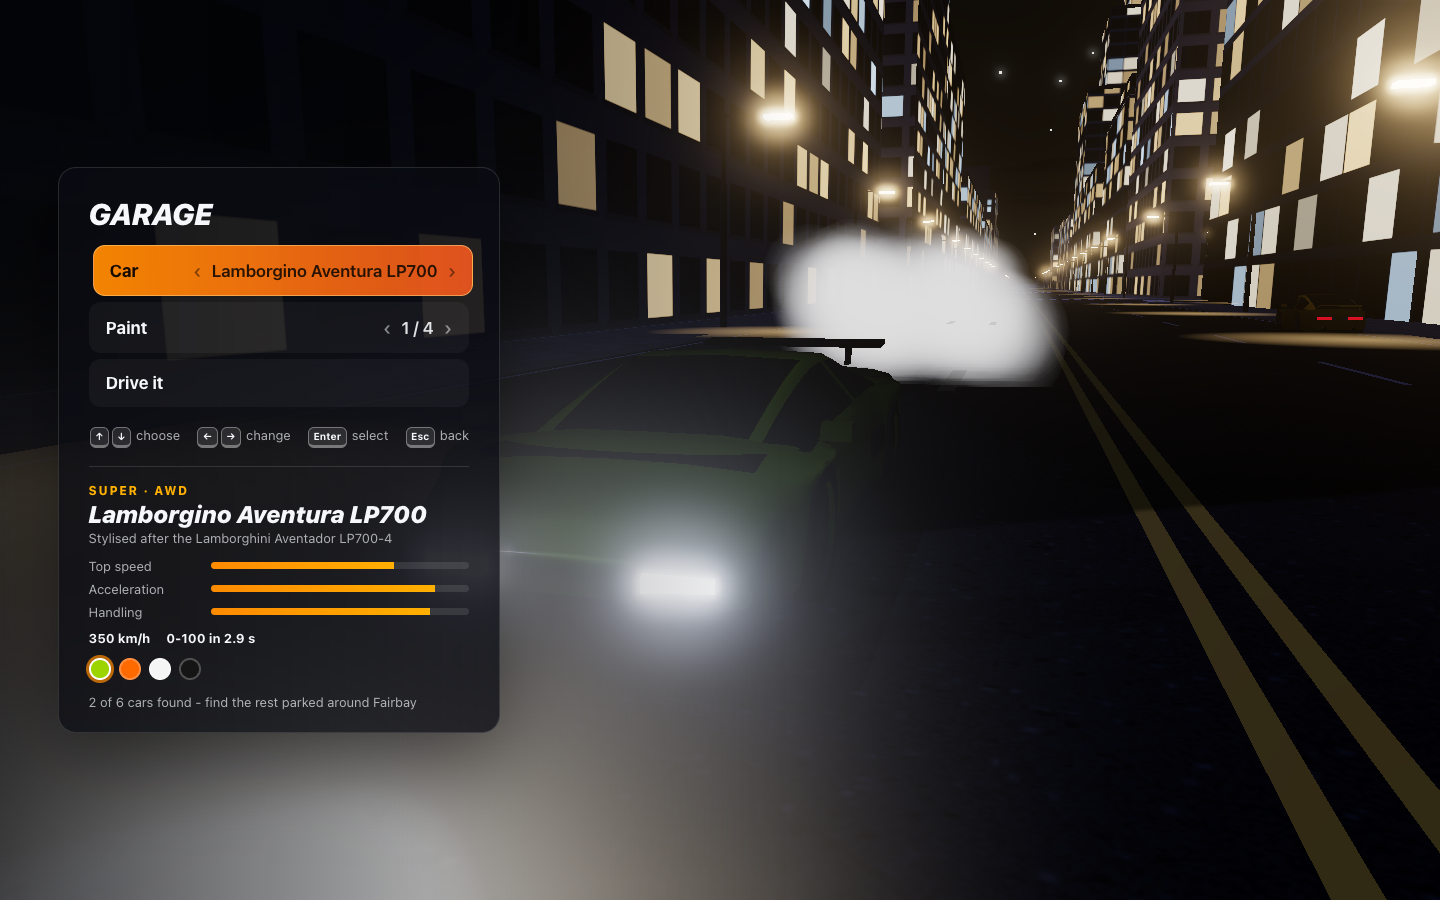 GARAGE
Car ‹ Lamborgino Aventura LP700 ›
Paint ‹ 1 / 4 ›
Drive it
↑ ↓ choose ← → change Enter select Esc back
SUPER · AWD
Lamborgino Aventura LP700
Stylised after the Lamborghini Aventador LP700-4
Top speed
Acceleration
Handling
350 km/h 0-100 in 2.9 s
2 of 6 cars found - find the rest parked around Fairbay